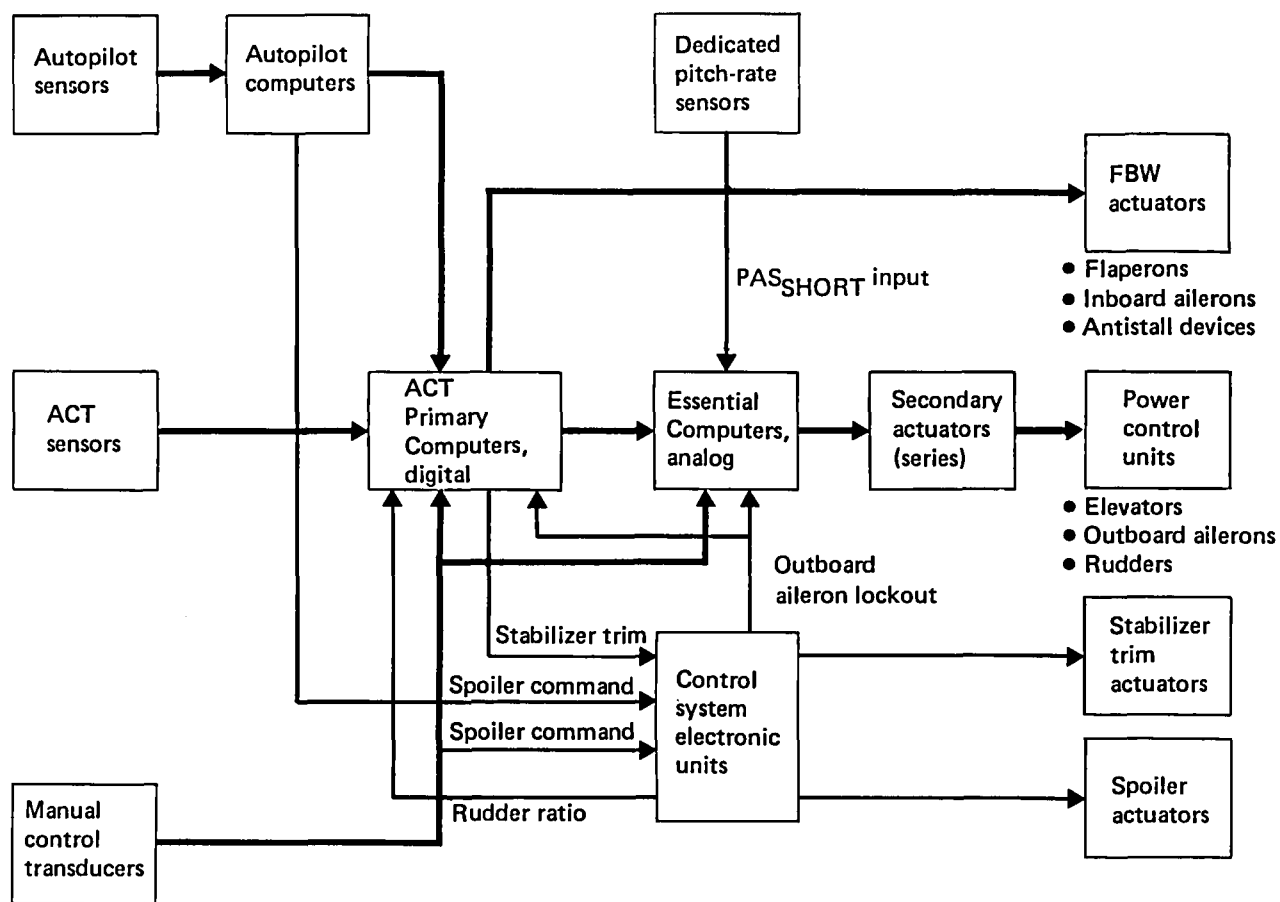 Autopilot
sensors
Autopilot
computers
Dedicated
pitch-rate
sensors
FBW
actuators
● Flaperons
● Inboard ailerons
● Antistall devices
PAS_SHORT input
ACT
sensors
ACT
Primary
Computers,
digital
Essential
Computers,
analog
Secondary
actuators
(series)
Power
control
units
● Elevators
● Outboard ailerons
● Rudders
Outboard
aileron lockout
Stabilizer trim
Spoiler command
Spoiler command
Rudder ratio
Control
system
electronic
units
Stabilizer
trim
actuators
Spoiler
actuators
Manual
control
transducers